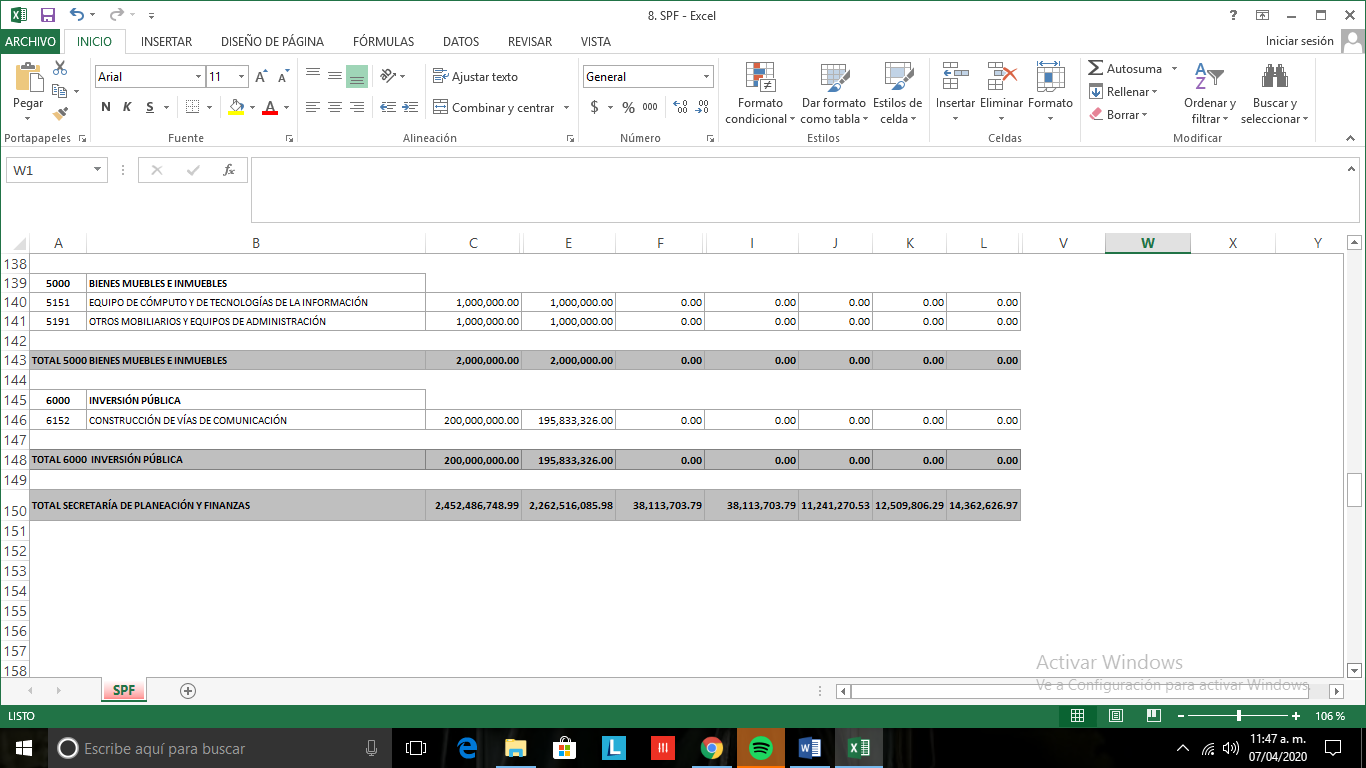 8. SPF - Excel
ARCHIVO INICIO INSERTAR DISEÑO DE PÁGINA FÓRMULAS DATOS REVISAR VISTA Iniciar sesión
Pegar
Portapapeles
Arial 11
N K S
Fuente
Ajustar texto
Combinar y centrar
Alineación
General
$ % 000
Número
Formato condicional
Dar formato como tabla
Estilos de celda
Estilos
Insertar Eliminar Formato
Celdas
Autosuma
Rellenar
Borrar
Ordenar y filtrar
Buscar y seleccionar
Modificar
W1 fx
A B C E F I J K L V W X Y
138
139 5000 BIENES MUEBLES E INMUEBLES
140 5151 EQUIPO DE CÓMPUTO Y DE TECNOLOGÍAS DE LA INFORMACIÓN 1,000,000.00 1,000,000.00 0.00 0.00 0.00 0.00 0.00
141 5191 OTROS MOBILIARIOS Y EQUIPOS DE ADMINISTRACIÓN 1,000,000.00 1,000,000.00 0.00 0.00 0.00 0.00 0.00
142
143 TOTAL 5000 BIENES MUEBLES E INMUEBLES 2,000,000.00 2,000,000.00 0.00 0.00 0.00 0.00 0.00
144
145 6000 INVERSIÓN PÚBLICA
146 6152 CONSTRUCCIÓN DE VÍAS DE COMUNICACIÓN 200,000,000.00 195,833,326.00 0.00 0.00 0.00 0.00 0.00
147
148 TOTAL 6000 INVERSIÓN PÚBLICA 200,000,000.00 195,833,326.00 0.00 0.00 0.00 0.00 0.00
149
150 TOTAL SECRETARÍA DE PLANEACIÓN Y FINANZAS 2,452,486,748.99 2,262,516,085.98 38,113,703.79 38,113,703.79 11,241,270.53 12,509,806.29 14,362,626.97
151
152
153
154
155
156
157
158
Activar Windows
Ve a Configuración para activar Windows.
SPF
LISTO 106 %
Escribe aquí para buscar
11:47 a. m.
07/04/2020